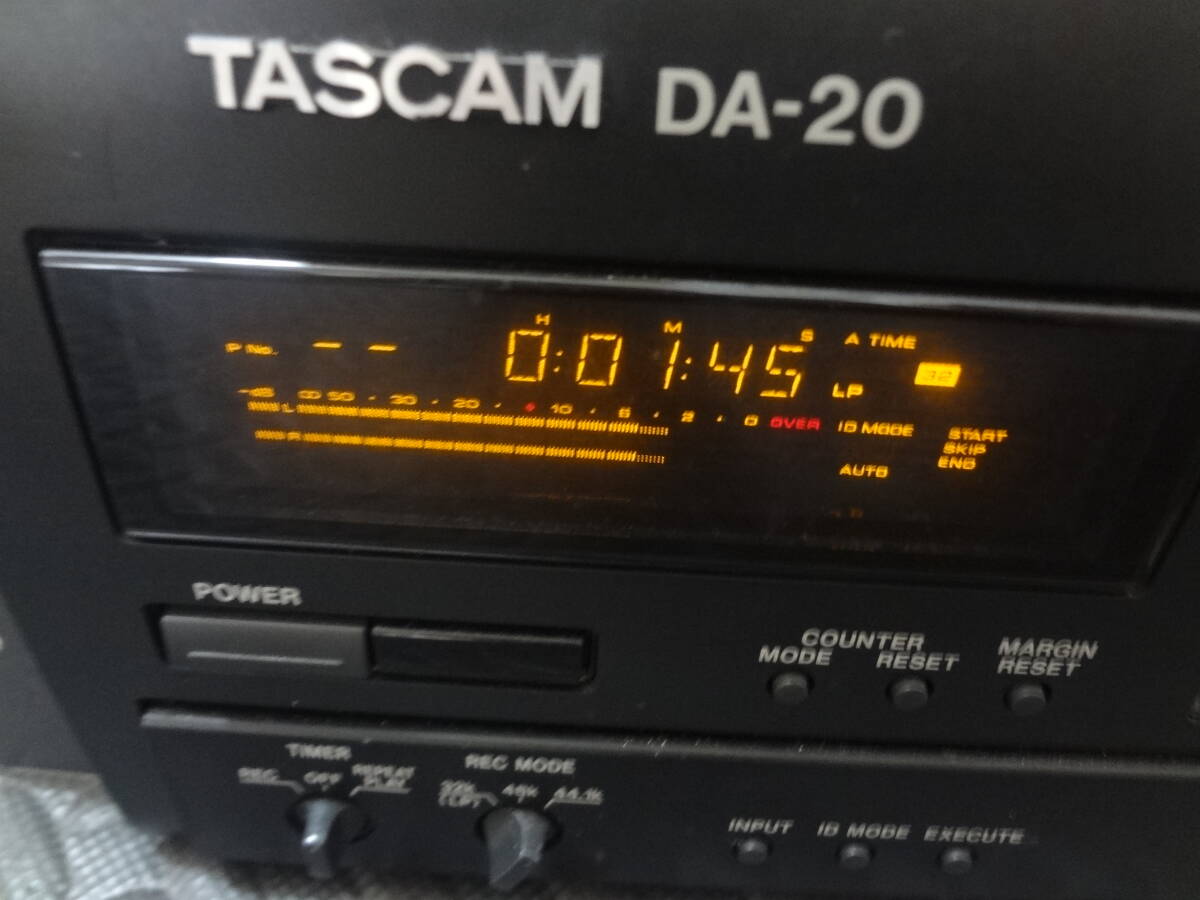 TASCAM DA-20
H M S
P No. -- -- 0:01:45 A TIME
LP 32
-dB ∞ 50 · 30 · 20 · ♦ 10 · 6 · 2 · 0 OVER
L
R
ID MODE START
SKIP
AUTO END
POWER
COUNTER
MODE RESET
MARGIN
RESET
TIMER
REC OFF REPEAT
PLAY
REC MODE
32k
(LP) 48k 44.1k
INPUT ID MODE EXECUTE